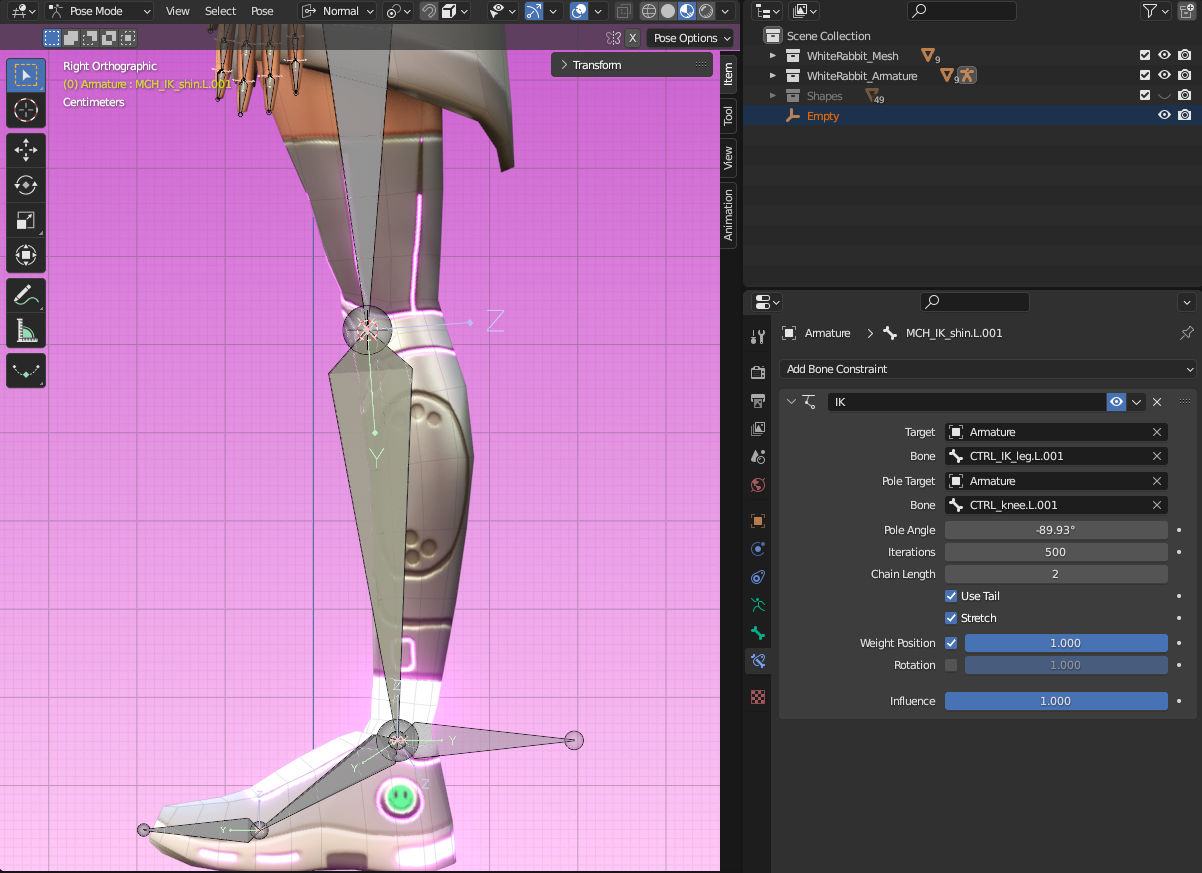 Pose Mode View Select Pose Normal
X Pose Options
Right Orthographic
(0) Armature : MCH_IK_shin.L.001
Centimeters
Transform
Item
Tool
View
Animation
Z
Y
Z
Y
Y
Z
Z
Y
Scene Collection
WhiteRabbit_Mesh 9
WhiteRabbit_Armature 9
Shapes 49
Empty
Armature MCH_IK_shin.L.001
Add Bone Constraint
IK
Target Armature
Bone CTRL_IK_leg.L.001
Pole Target Armature
Bone CTRL_knee.L.001
Pole Angle -89.93°
Iterations 500
Chain Length 2
Use Tail
Stretch
Weight Position 1.000
Rotation 1.000
Influence 1.000